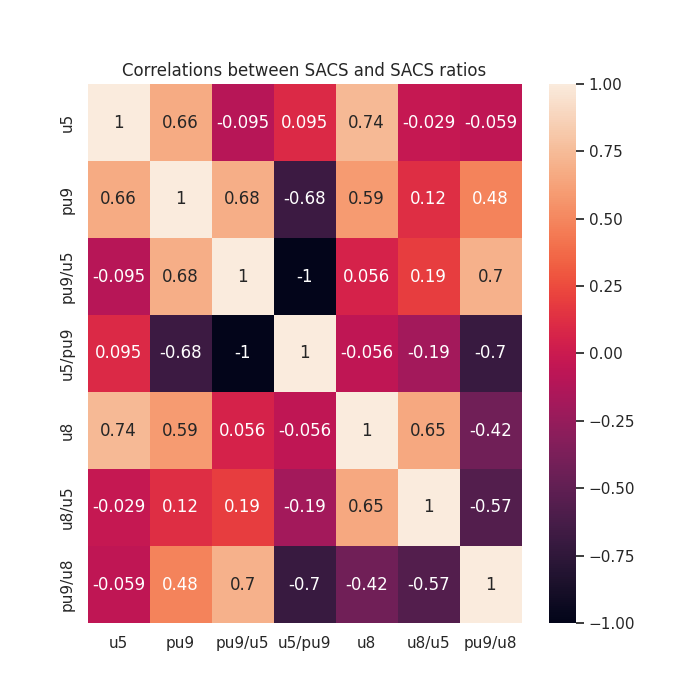 Correlations between SACS and SACS ratios
u5 1 0.66 -0.095 0.095 0.74 -0.029 -0.059
pu9 0.66 1 0.68 -0.68 0.59 0.12 0.48
pu9/u5 -0.095 0.68 1 -1 0.056 0.19 0.7
u5/pu9 0.095 -0.68 -1 1 -0.056 -0.19 -0.7
u8 0.74 0.59 0.056 -0.056 1 0.65 -0.42
u8/u5 -0.029 0.12 0.19 -0.19 0.65 1 -0.57
pu9/u8 -0.059 0.48 0.7 -0.7 -0.42 -0.57 1
u5 pu9 pu9/u5 u5/pu9 u8 u8/u5 pu9/u8
1.00
0.75
0.50
0.25
0.00
−0.25
−0.50
−0.75
−1.00